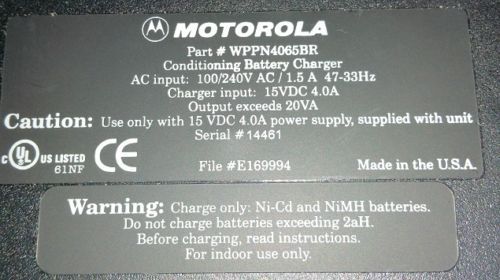 MOTOROLA
Part # WPPN4065BR
Conditioning Battery Charger
AC input: 100/240V AC / 1.5 A 47-33Hz
Charger input: 15VDC 4.0A
Output exceeds 20VA
Caution: Use only with 15 VDC 4.0A power supply, supplied with unit
Serial # 14461
c UL US LISTED CE
61NF
File #E169994 Made in the U.S.A.
Warning: Charge only: Ni-Cd and NiMH batteries.
Do not charge batteries exceeding 2aH.
Before charging, read instructions.
For indoor use only.